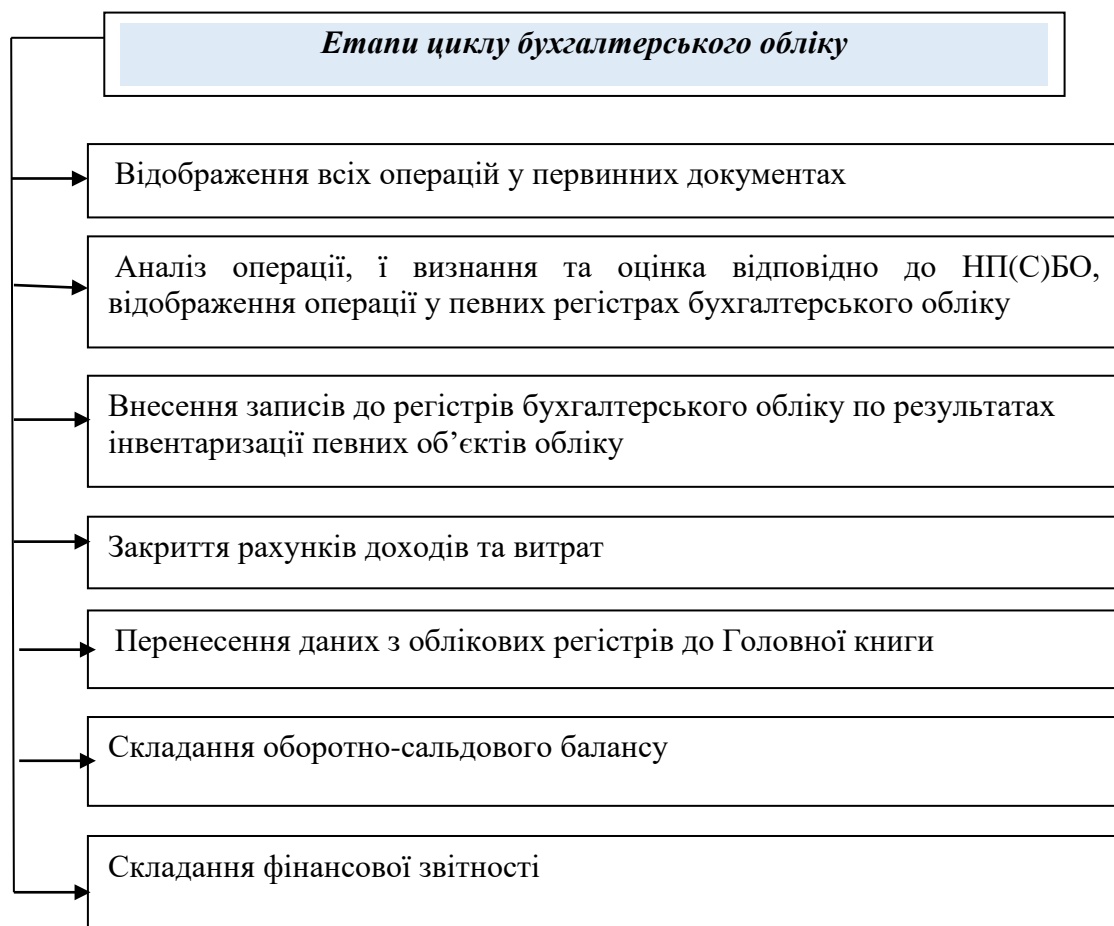 Етапи циклу бухгалтерського обліку
Відображення всіх операцій у первинних документах
Аналіз операції, ї визнання та оцінка відповідно до НП(С)БО,
відображення операції у певних регістрах бухгалтерського обліку
Внесення записів до регістрів бухгалтерського обліку по результатах
інвентаризації певних об’єктів обліку
Закриття рахунків доходів та витрат
Перенесення даних з облікових регістрів до Головної книги
Складання оборотно-сальдового балансу
Складання фінансової звітності